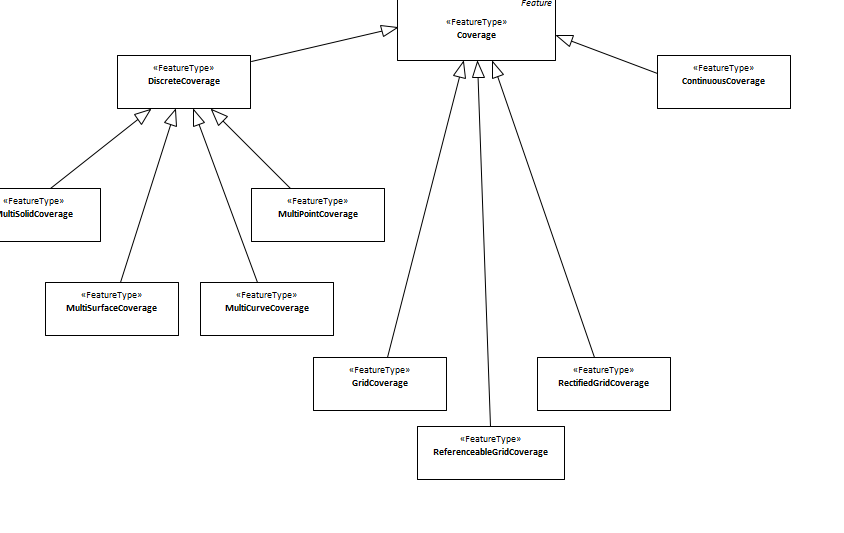 Feature
«FeatureType»
Coverage
«FeatureType»
DiscreteCoverage
«FeatureType»
ContinuousCoverage
«FeatureType»
MultiSolidCoverage
«FeatureType»
MultiPointCoverage
«FeatureType»
MultiSurfaceCoverage
«FeatureType»
MultiCurveCoverage
«FeatureType»
GridCoverage
«FeatureType»
RectifiedGridCoverage
«FeatureType»
ReferenceableGridCoverage